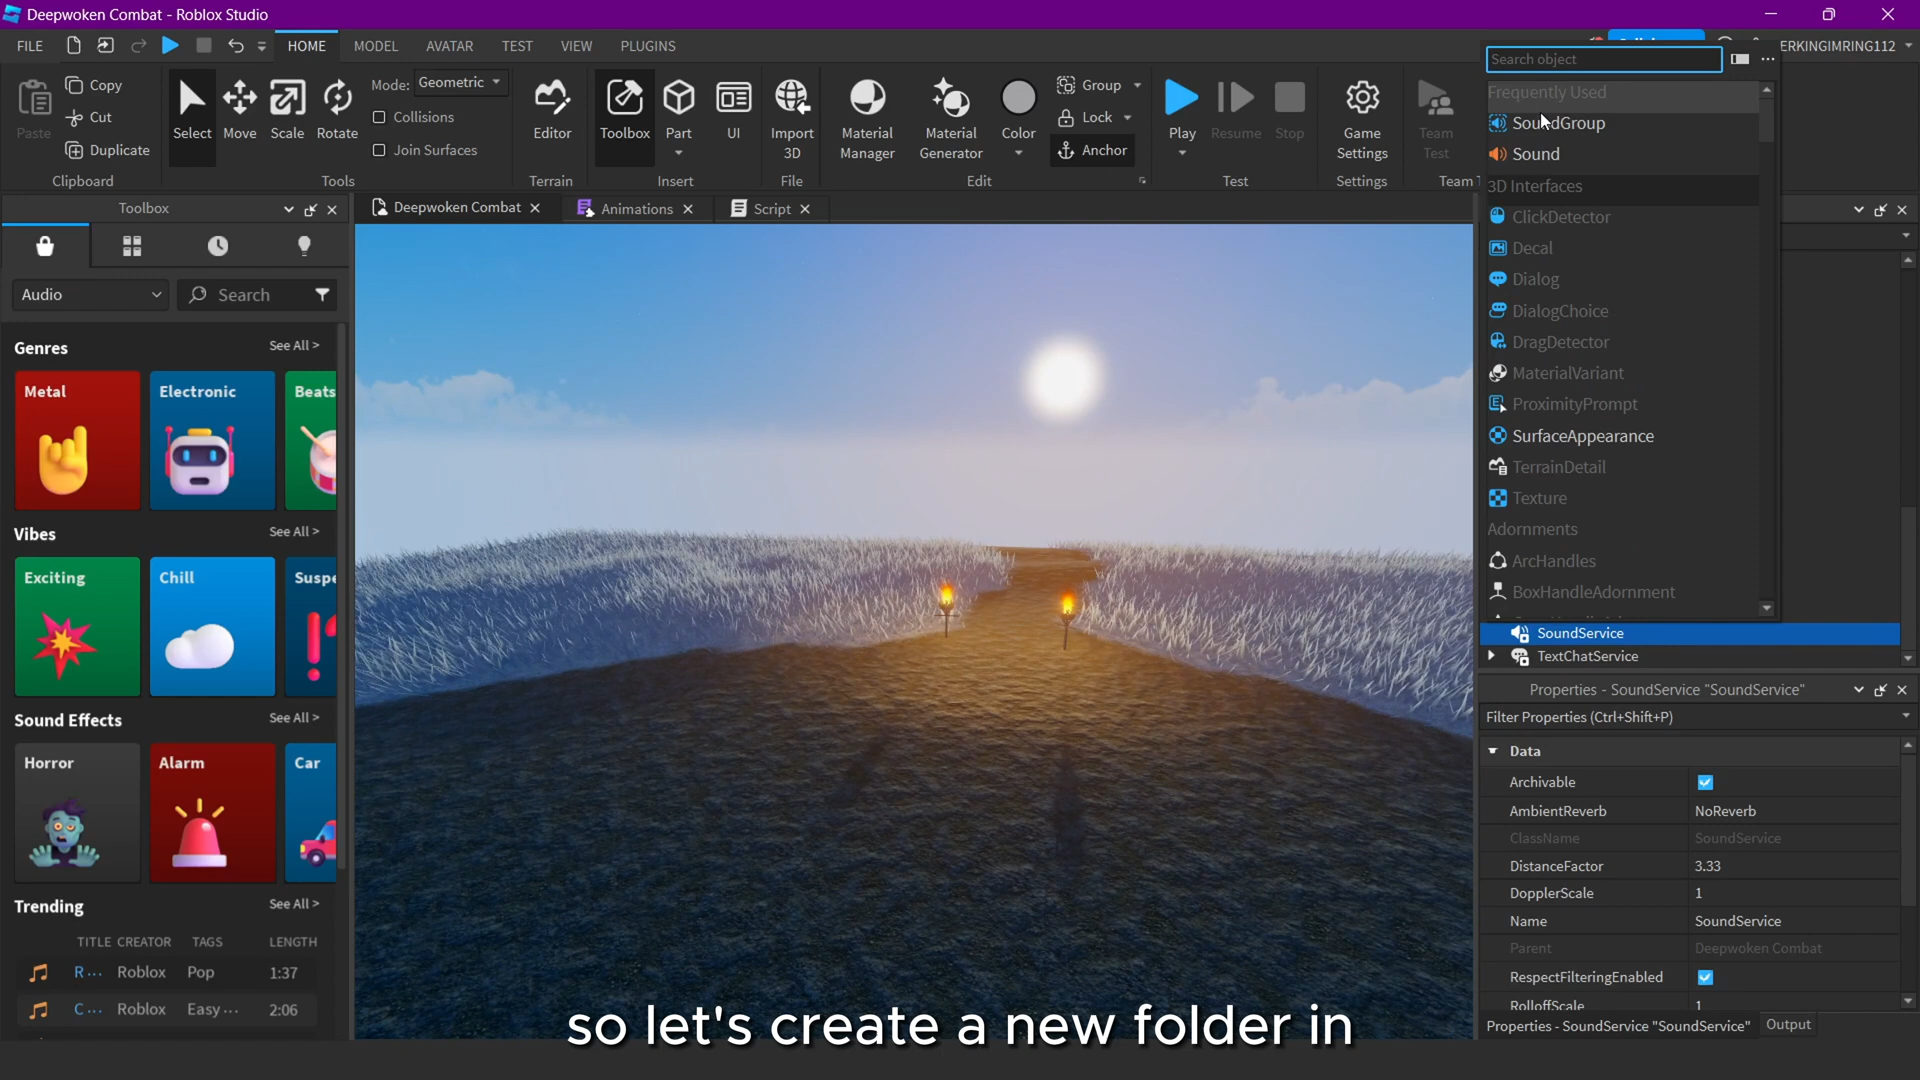 Deepwoken Combat - Roblox Studio
FILE
HOME
MODEL
AVATAR
TEST
VIEW
PLUGINS
ERKINGIMRING112
Paste
Copy
Cut
Duplicate
Clipboard
Select
Move
Scale
Rotate
Mode: Geometric
Collisions
Join Surfaces
Tools
Editor
Terrain
Toolbox
Part
UI
Insert
Import
3D
File
Material
Manager
Material
Generator
Color
Group
Lock
Anchor
Edit
Play
Resume
Stop
Test
Game
Settings
Settings
Team
Test
Team T
Toolbox
Deepwoken Combat
Animations
Script
Audio
Search
Genres
See All >
Metal
Electronic
Beats
Vibes
See All >
Exciting
Chill
Suspe
Sound Effects
See All >
Horror
Alarm
Car
Trending
See All >
TITLE CREATOR TAGS LENGTH
R... Roblox Pop 1:37
C... Roblox Easy ... 2:06
Search object
Frequently Used
SoundGroup
Sound
3D Interfaces
ClickDetector
Decal
Dialog
DialogChoice
DragDetector
MaterialVariant
ProximityPrompt
SurfaceAppearance
TerrainDetail
Texture
Adornments
ArcHandles
BoxHandleAdornment
SoundService
TextChatService
Properties - SoundService "SoundService"
Filter Properties (Ctrl+Shift+P)
Data
Archivable
AmbientReverb NoReverb
ClassName SoundService
DistanceFactor 3.33
DopplerScale 1
Name SoundService
Parent Deepwoken Combat
RespectFilteringEnabled
RolloffScale 1
Properties - SoundService "SoundService"
Output
so let's create a new folder in